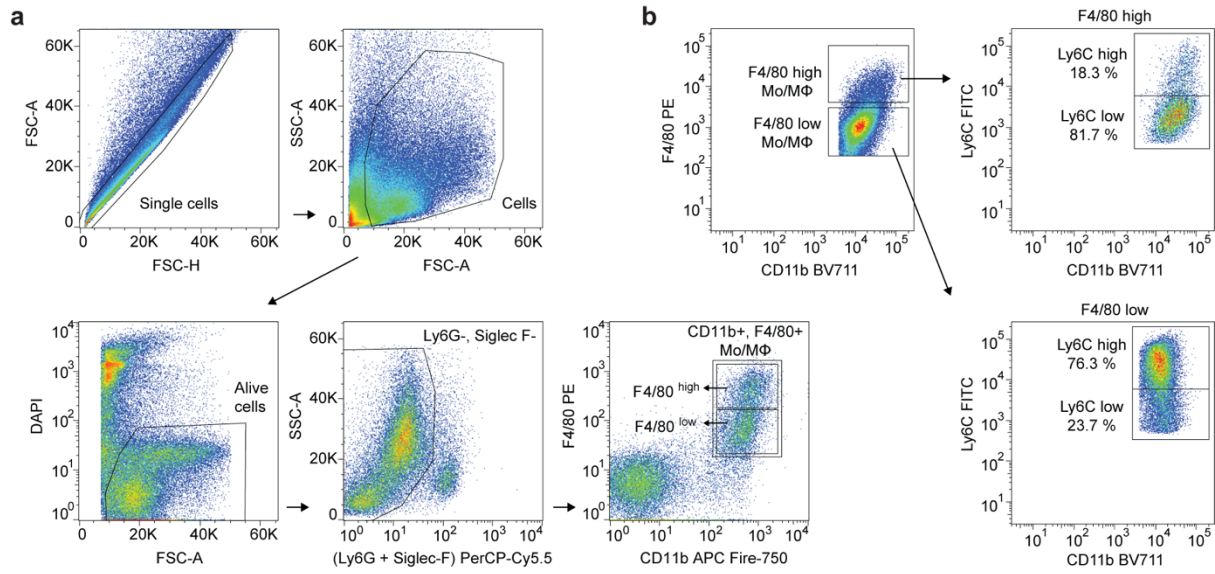 a
60K
40K
20K
0
FSC-A
Single cells
0
20K
40K
60K
FSC-H
60K
40K
20K
0
SSC-A
Cells
0
20K
40K
60K
FSC-A
10^4
10^3
10^2
10^1
10^0
DAPI
Alive
cells
20K
40K
60K
FSC-A
60K
40K
20K
0
SSC-A
Ly6G-, Siglec F-
10^0
10^1
10^2
10^3
10^4
(Ly6G + Siglec-F) PerCP-Cy5.5
10^4
10^3
10^2
10^1
10^0
F4/80 PE
CD11b+, F4/80+
Mo/MΦ
F4/80 high
F4/80 low
10^0
10^1
10^2
10^3
10^4
CD11b APC Fire-750
b
10^5
10^4
10^3
10^2
10^1
F4/80 PE
F4/80 high
Mo/MΦ
F4/80 low
Mo/MΦ
10^1
10^2
10^3
10^4
10^5
CD11b BV711
F4/80 high
10^5
10^4
10^3
10^2
10^1
Ly6C FITC
Ly6C high
18.3 %
Ly6C low
81.7 %
10^1
10^2
10^3
10^4
10^5
CD11b BV711
F4/80 low
10^5
10^4
10^3
10^2
10^1
Ly6C FITC
Ly6C high
76.3 %
Ly6C low
23.7 %
10^1
10^2
10^3
10^4
10^5
CD11b BV711